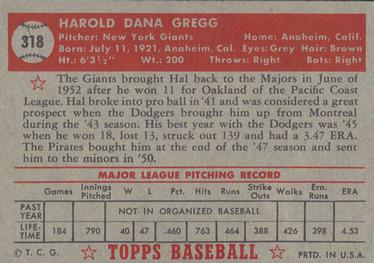 318
HAROLD DANA GREGG
Pitcher: New York Giants Home: Anaheim, Calif.
Born: July 11, 1921, Anaheim, Cal. Eyes: Grey Hair: Brown
Ht.: 6'3½" Wt.: 200 Throws: Right Bats: Right
The Giants brought Hal back to the Majors in June of
1952 after he won 11 for Oakland of the Pacific Coast
League. Hal broke into pro ball in '41 and was considered a great
prospect when the Dodgers brought him up from Montreal
during the '43 season. His best year with the Dodgers was '45
when he won 18, lost 13, struck out 139 and had a 3.47 ERA.
The Pirates bought him at the end of the '47 season and sent
him to the minors in '50.
MAJOR LEAGUE PITCHING RECORD
Games Innings Pitched W L Pct. Hits Runs Strike Outs Walks Ern. Runs ERA
PAST YEAR NOT IN ORGANIZED BASEBALL
LIFE-TIME 184 790 40 47 .460 763 464 388 426 398 4.53
© T.C.G. TOPPS BASEBALL PRTD. IN U.S.A.